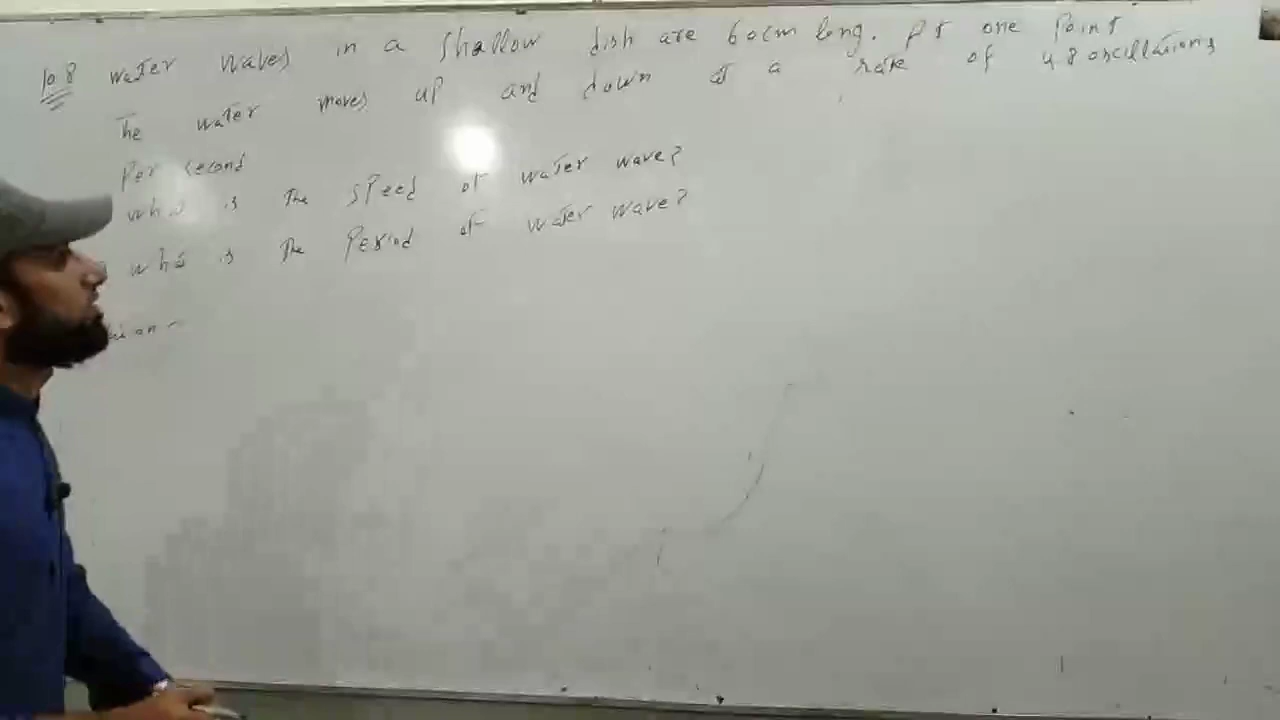 10.8 water waves in a shallow dish are 6.0cm long. At one point
The water moves up and down at a rate of 4.8 oscillations
Per second
what is the speed of water wave?
what is the Period of water wave?